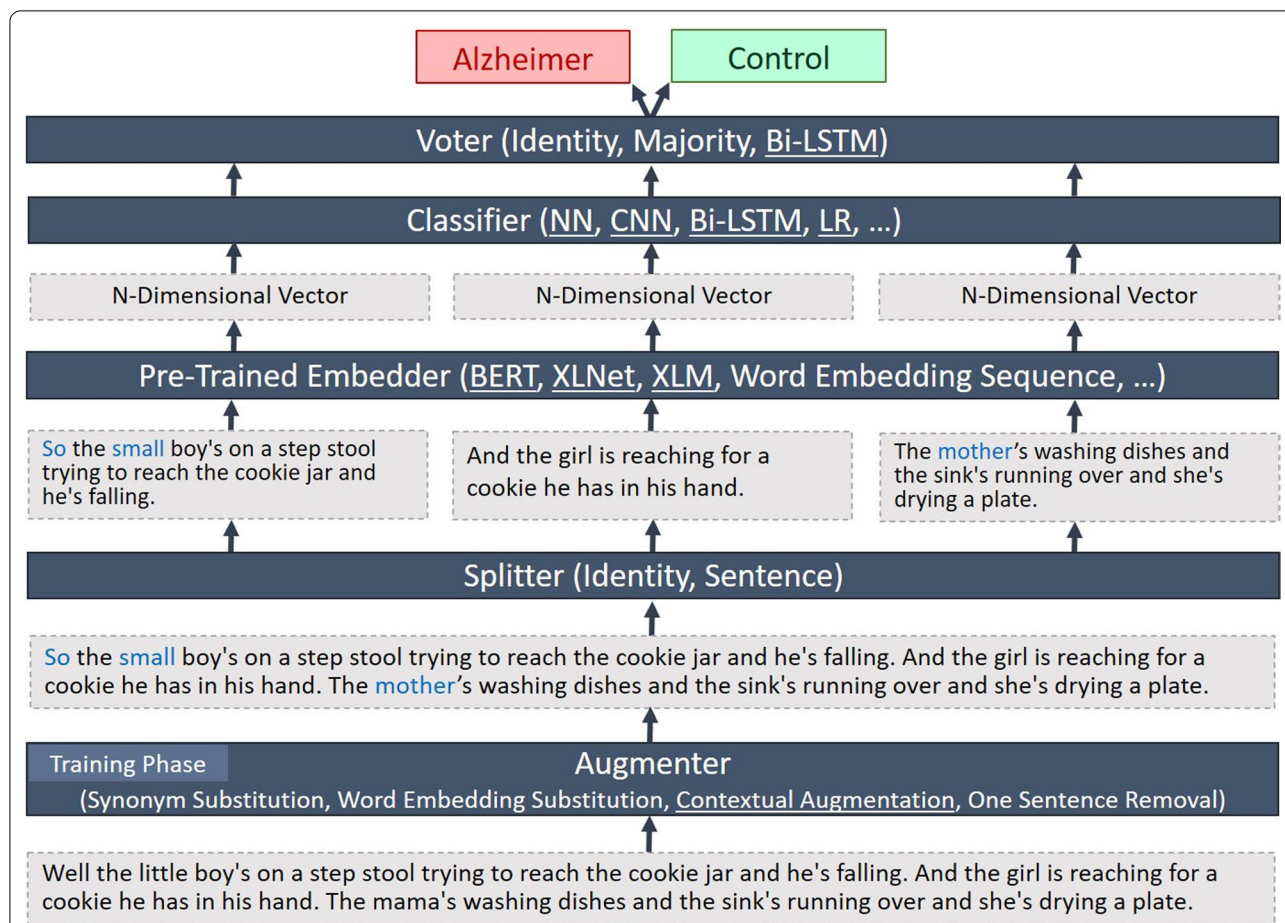 Alzheimer
Control
Voter (Identity, Majority, Bi-LSTM)
Classifier (NN, CNN, Bi-LSTM, LR, ...)
N-Dimensional Vector
N-Dimensional Vector
N-Dimensional Vector
Pre-Trained Embedder (BERT, XLNet, XLM, Word Embedding Sequence, ...)
So the small boy's on a step stool
trying to reach the cookie jar and
he's falling.
And the girl is reaching for a
cookie he has in his hand.
The mother’s washing dishes and
the sink's running over and she's
drying a plate.
Splitter (Identity, Sentence)
So the small boy's on a step stool trying to reach the cookie jar and he's falling. And the girl is reaching for a
cookie he has in his hand. The mother’s washing dishes and the sink's running over and she's drying a plate.
Training Phase
Augmenter
(Synonym Substitution, Word Embedding Substitution, Contextual Augmentation, One Sentence Removal)
Well the little boy's on a step stool trying to reach the cookie jar and he's falling. And the girl is reaching for a
cookie he has in his hand. The mama's washing dishes and the sink's running over and she's drying a plate.